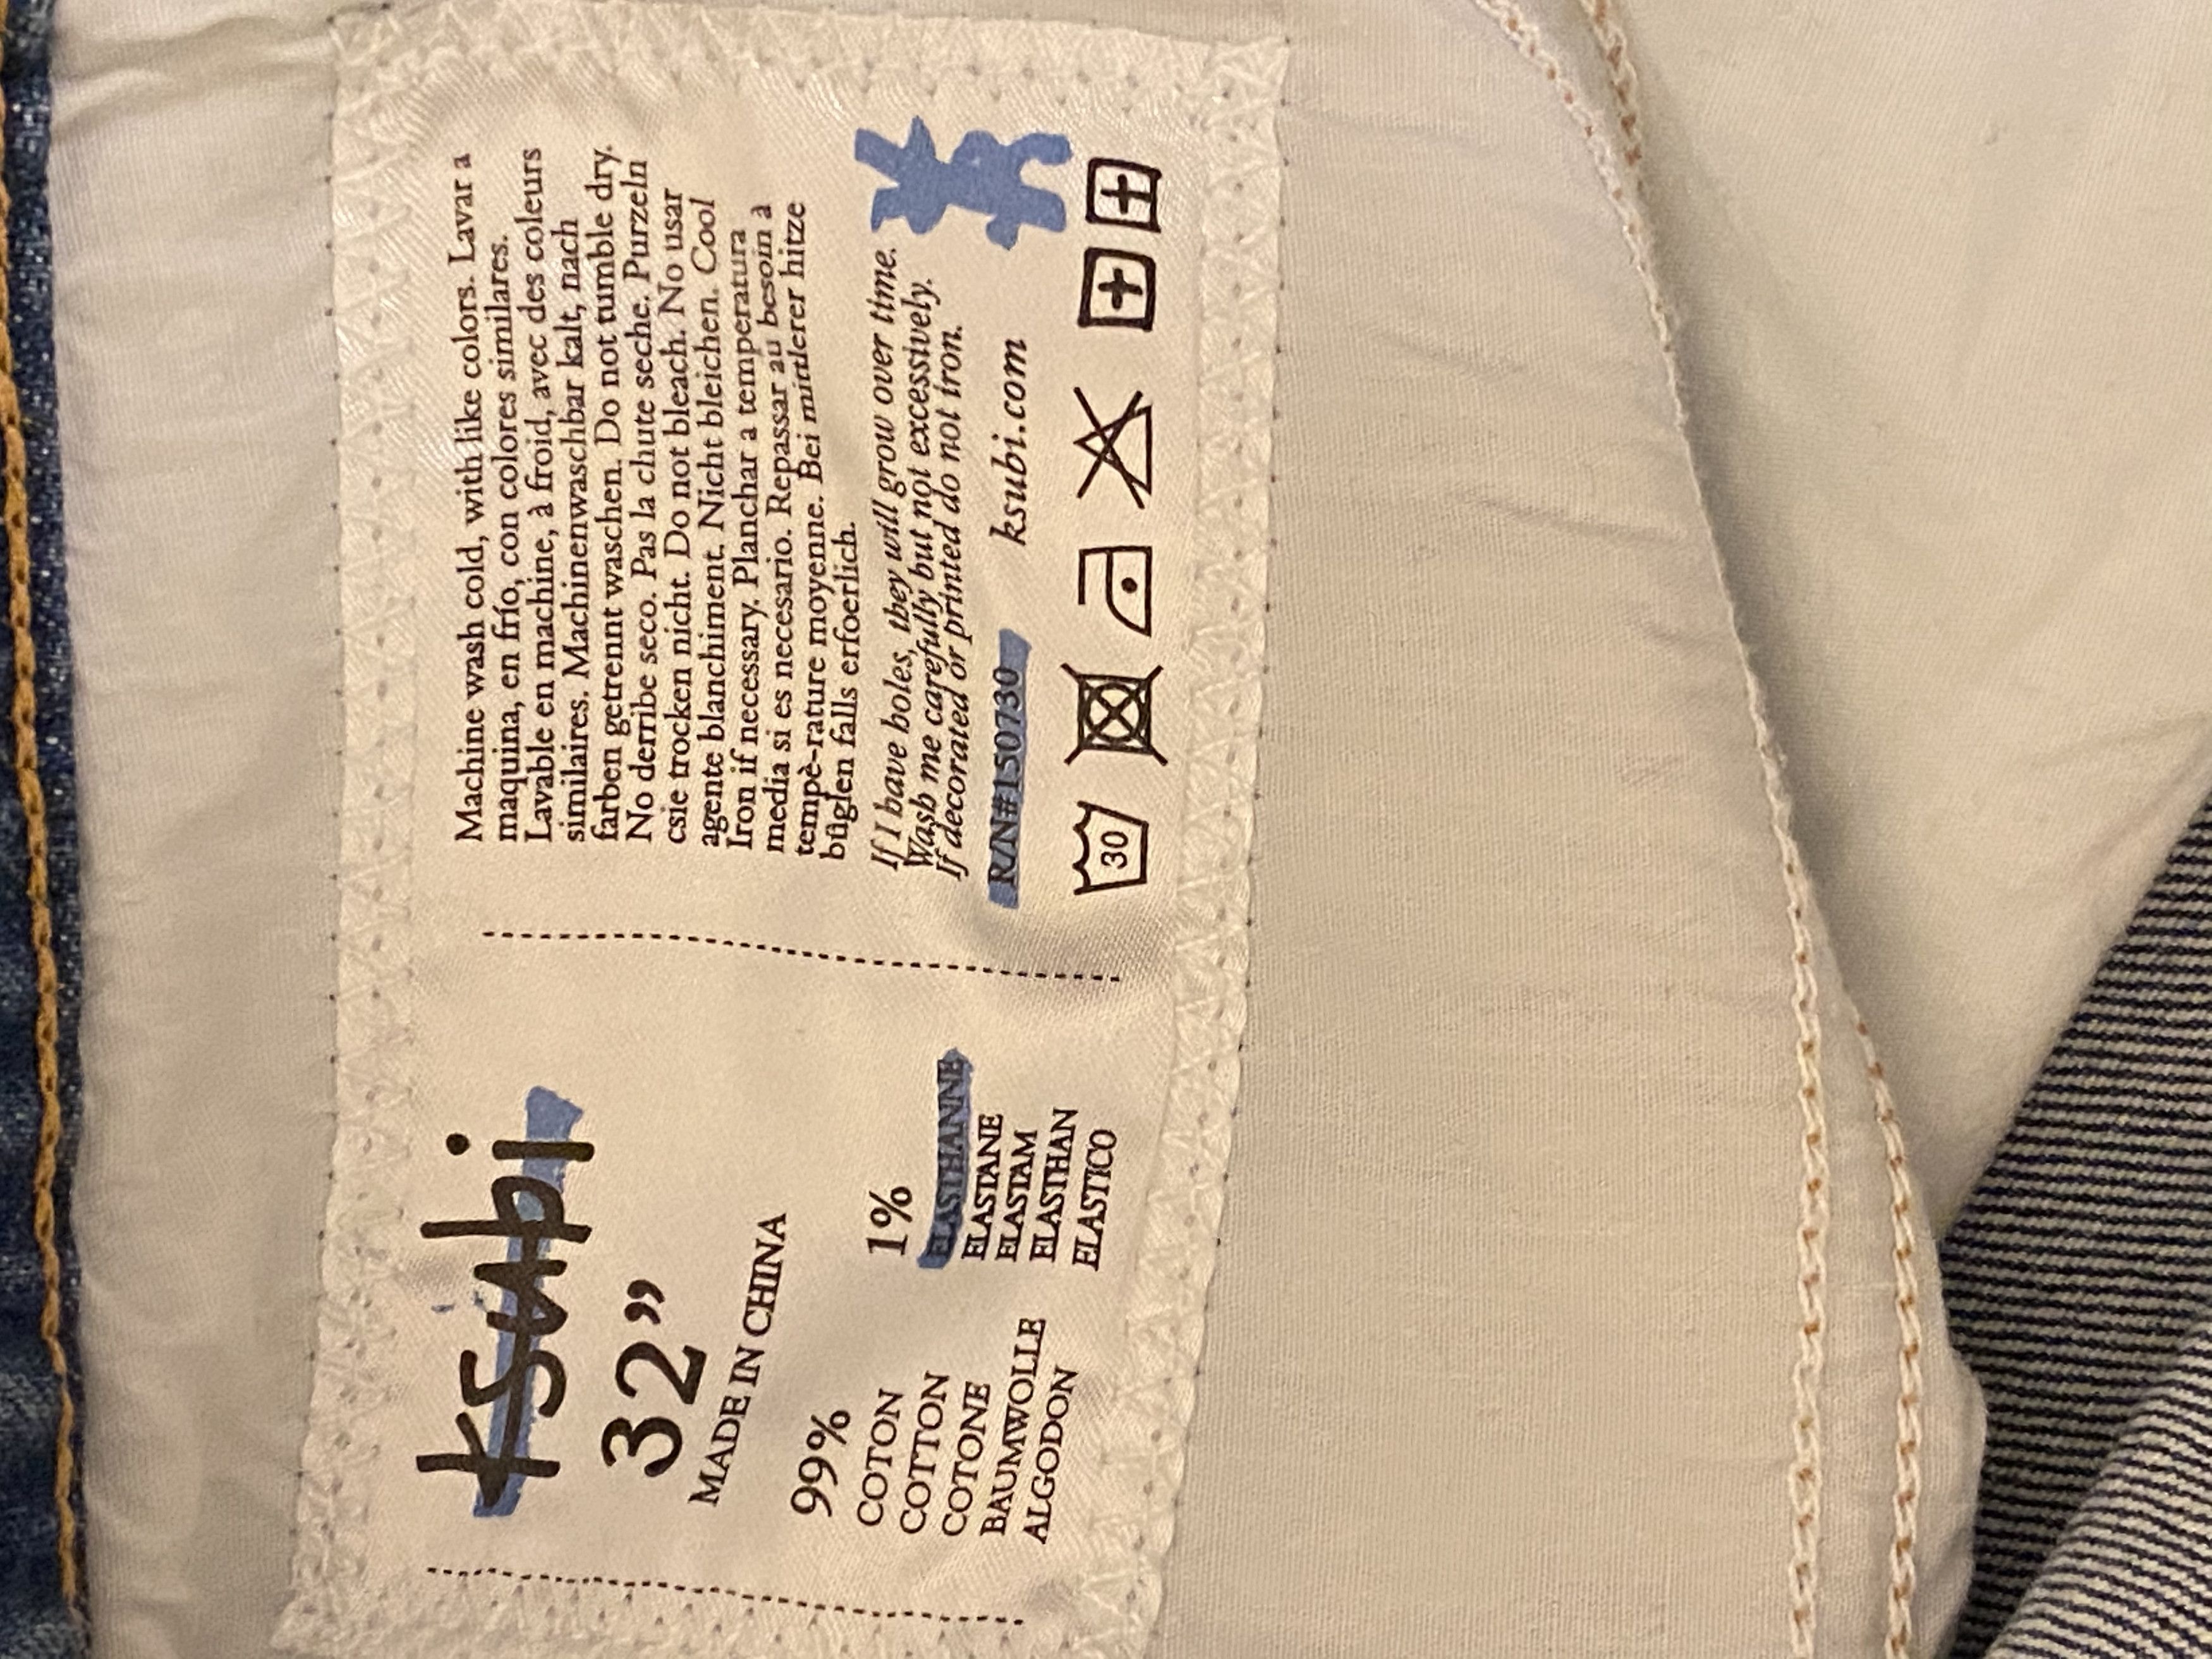 ksubi
32”
MADE IN CHINA
99%
COTON
COTTON
COTONE
BAUMWOLLE
ALGODON
1%
ELASTHANNE
ELASTANE
ELASTAM
ELASTHAN
ELASTICO
Machine wash cold, with like colors. Lavar a
maquina, en frío, con colores similares.
Lavable en machine, à froid, avec des coleurs
similaires. Machinenwaschbar kalt, nach
farben getrennt waschen. Do not tumble dry.
No derribe seco. Pas la chute seche. Purzeln
csie trocken nicht. Do not bleach. No usar
agente blanchiment. Nicht bleichen. Cool
Iron if necessary. Planchar a temperatura
media si es necesario. Repassar au besoin à
tempè-rature moyenne. Bei mittlerer hitze
bûglen falls erfoerlich.
If I have holes, they will grow over time.
Wash me carefully but not excessively.
If decorated or printed do not iron.
R/N#150730 ksubi.com
30